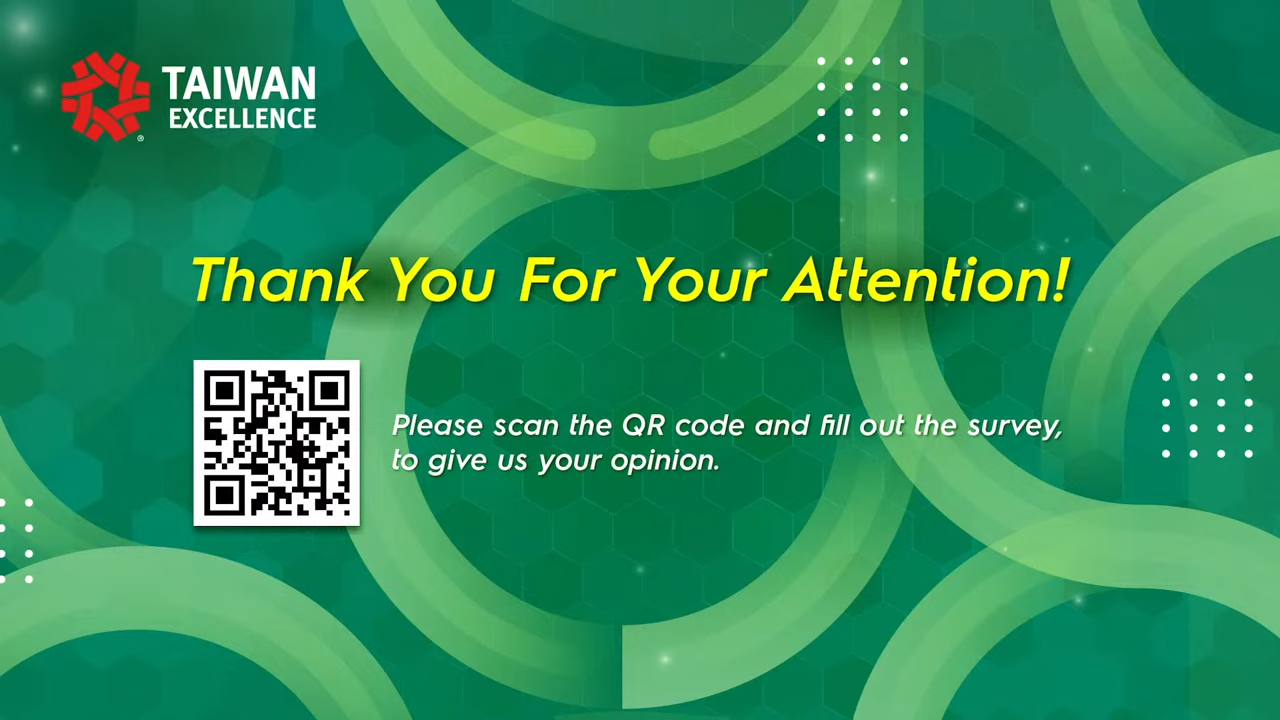 TAIWAN
EXCELLENCE
®
Thank You For Your Attention!
Please scan the QR code and fill out the survey,
to give us your opinion.